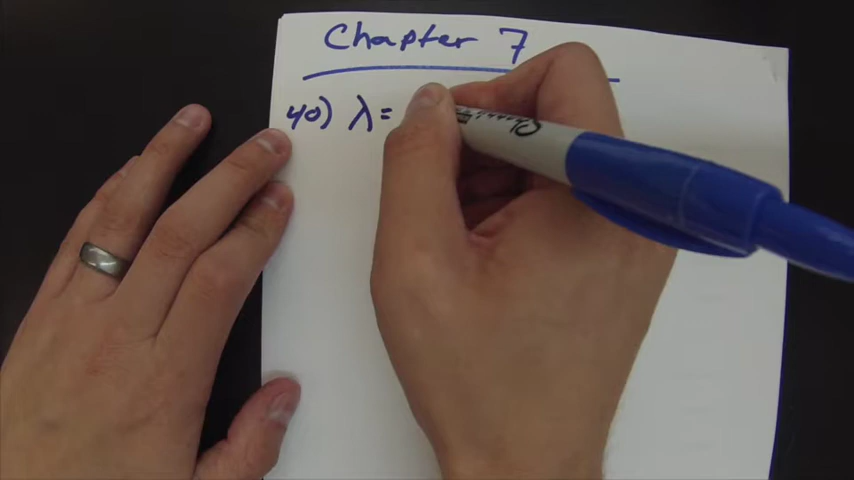 Chapter 7
40) λ=